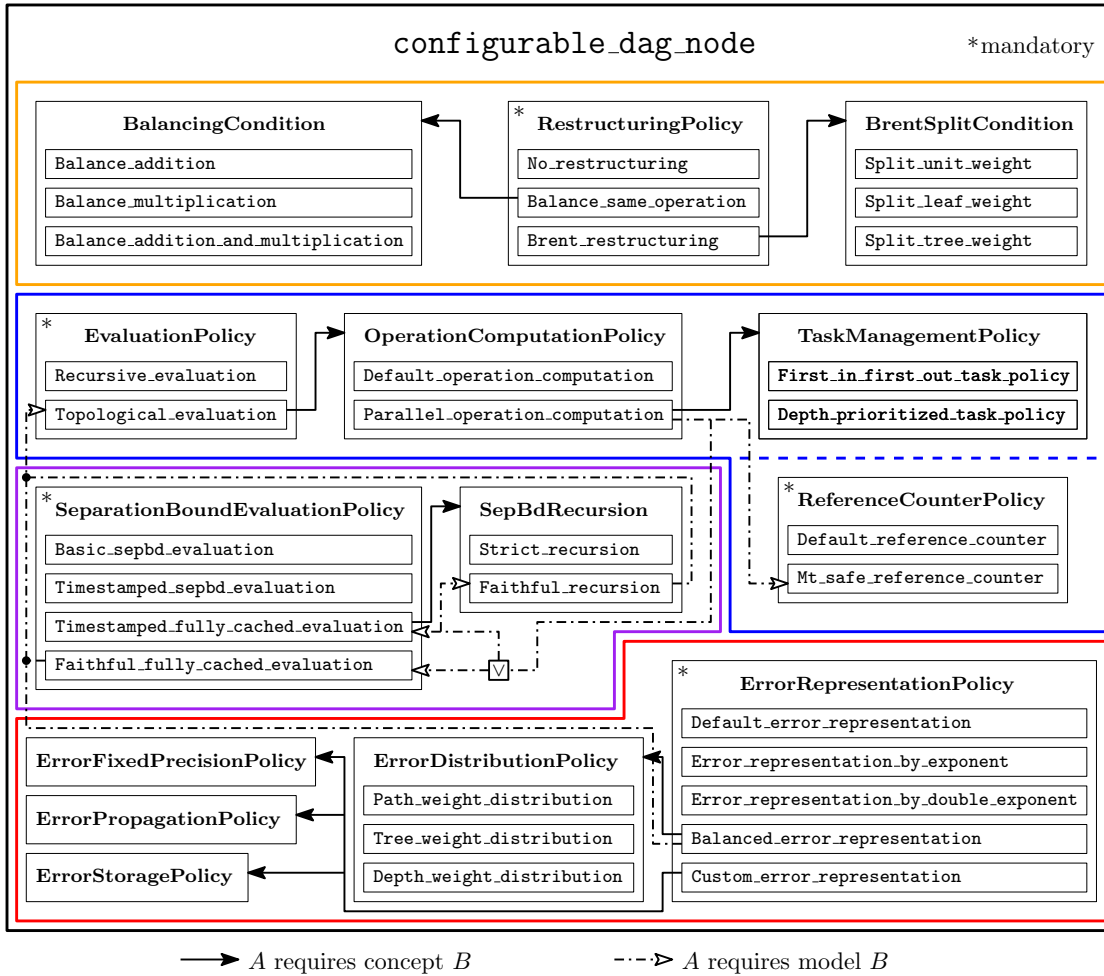 configurable_dag_node
*mandatory
BalancingCondition
Balance_addition
Balance_multiplication
Balance_addition_and_multiplication
*
RestructuringPolicy
No_restructuring
Balance_same_operation
Brent_restructuring
BrentSplitCondition
Split_unit_weight
Split_leaf_weight
Split_tree_weight
*
EvaluationPolicy
Recursive_evaluation
Topological_evaluation
OperationComputationPolicy
Default_operation_computation
Parallel_operation_computation
TaskManagementPolicy
First_in_first_out_task_policy
Depth_prioritized_task_policy
*
SeparationBoundEvaluationPolicy
Basic_sepbd_evaluation
Timestamped_sepbd_evaluation
Timestamped_fully_cached_evaluation
Faithful_fully_cached_evaluation
SepBdRecursion
Strict_recursion
Faithful_recursion
∨
*
ReferenceCounterPolicy
Default_reference_counter
Mt_safe_reference_counter
ErrorFixedPrecisionPolicy
ErrorPropagationPolicy
ErrorStoragePolicy
ErrorDistributionPolicy
Path_weight_distribution
Tree_weight_distribution
Depth_weight_distribution
*
ErrorRepresentationPolicy
Default_error_representation
Error_representation_by_exponent
Error_representation_by_double_exponent
Balanced_error_representation
Custom_error_representation
A requires concept B
A requires model B